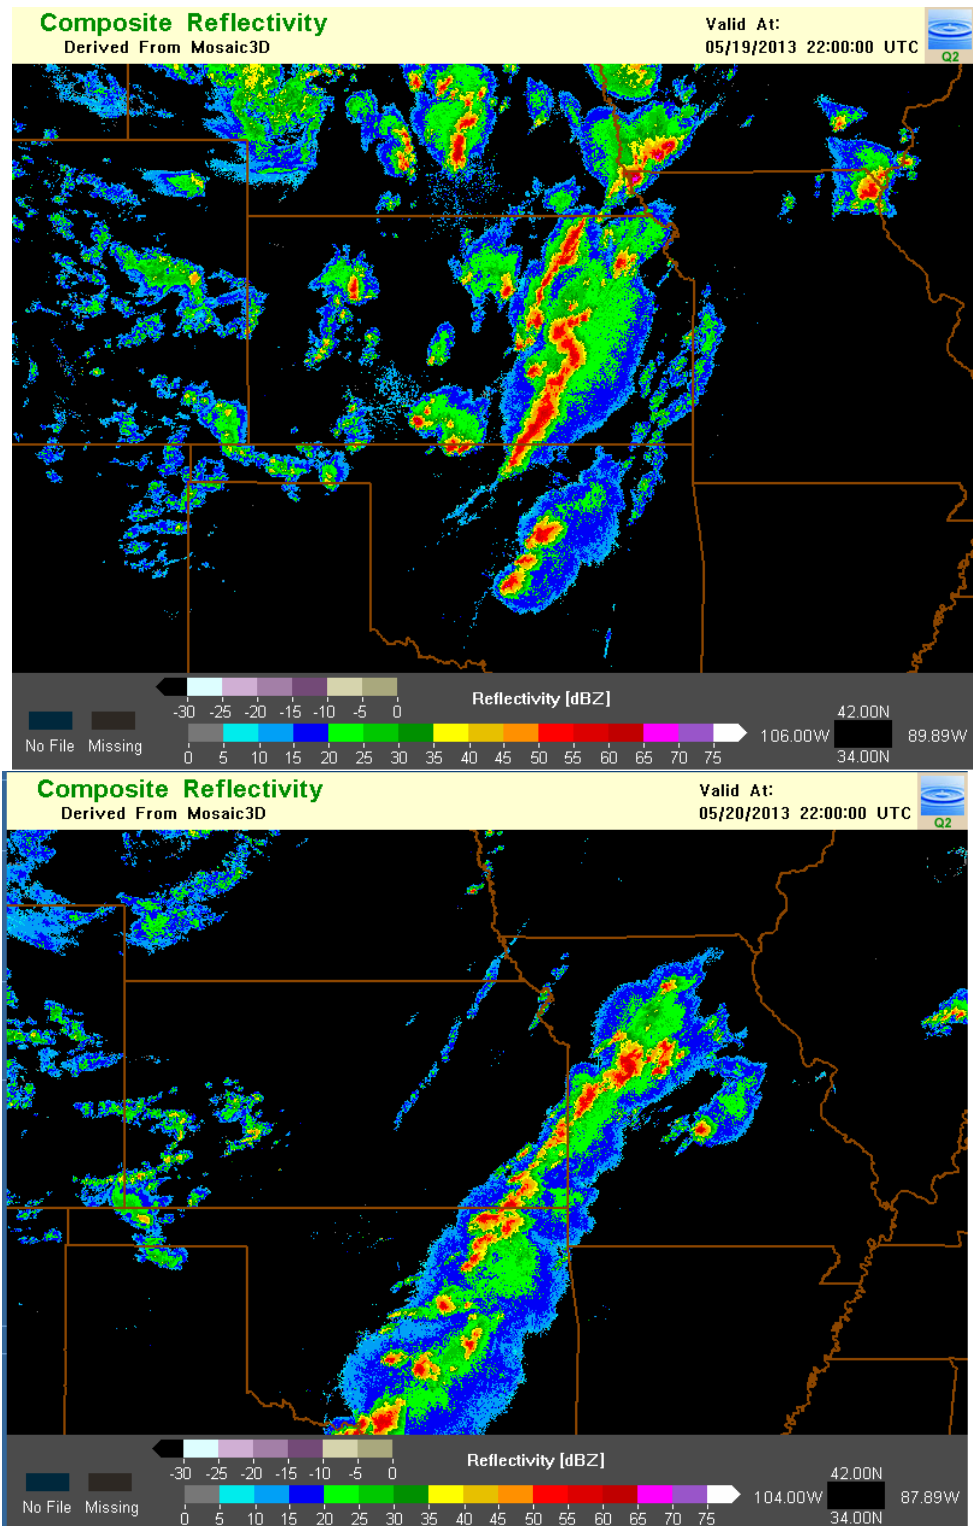 Composite Reflectivity
Derived From Mosaic3D
Valid At:
05/19/2013 22:00:00 UTC
Q2
-30 -25 -20 -15 -10 -5 0
Reflectivity [dBZ]
No File Missing
0 5 10 15 20 25 30 35 40 45 50 55 60 65 70 75
42.00N
106.00W 89.89W
34.00N
Composite Reflectivity
Derived From Mosaic3D
Valid At:
05/20/2013 22:00:00 UTC
Q2
-30 -25 -20 -15 -10 -5 0
Reflectivity [dBZ]
No File Missing
0 5 10 15 20 25 30 35 40 45 50 55 60 65 70 75
42.00N
104.00W 87.89W
34.00N